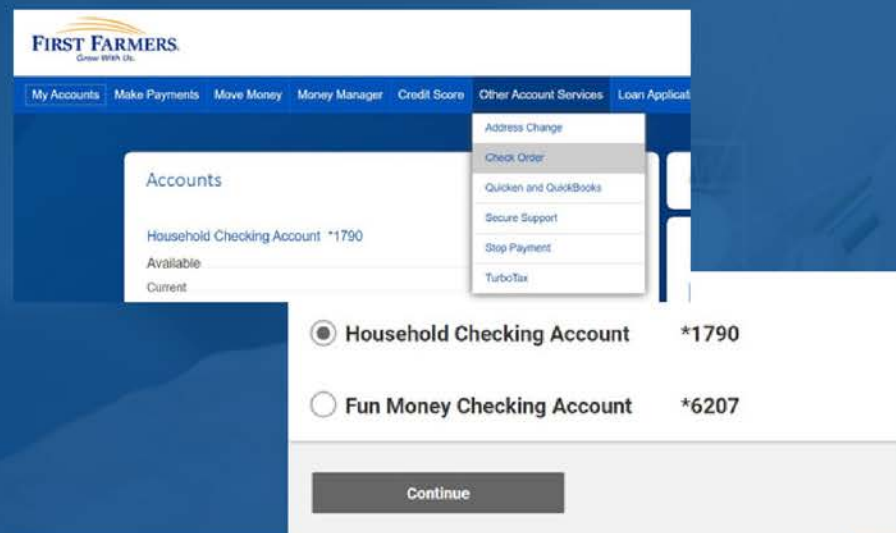 FIRST FARMERS.
Grow With Us.
My Accounts Make Payments Move Money Money Manager Credit Score Other Account Services Loan Applicati
Address Change
Check Order
Quicken and QuickBooks
Secure Support
Stop Payment
TurboTax
Accounts
Household Checking Account *1790
Available
Current
Household Checking Account *1790
Fun Money Checking Account *6207
Continue